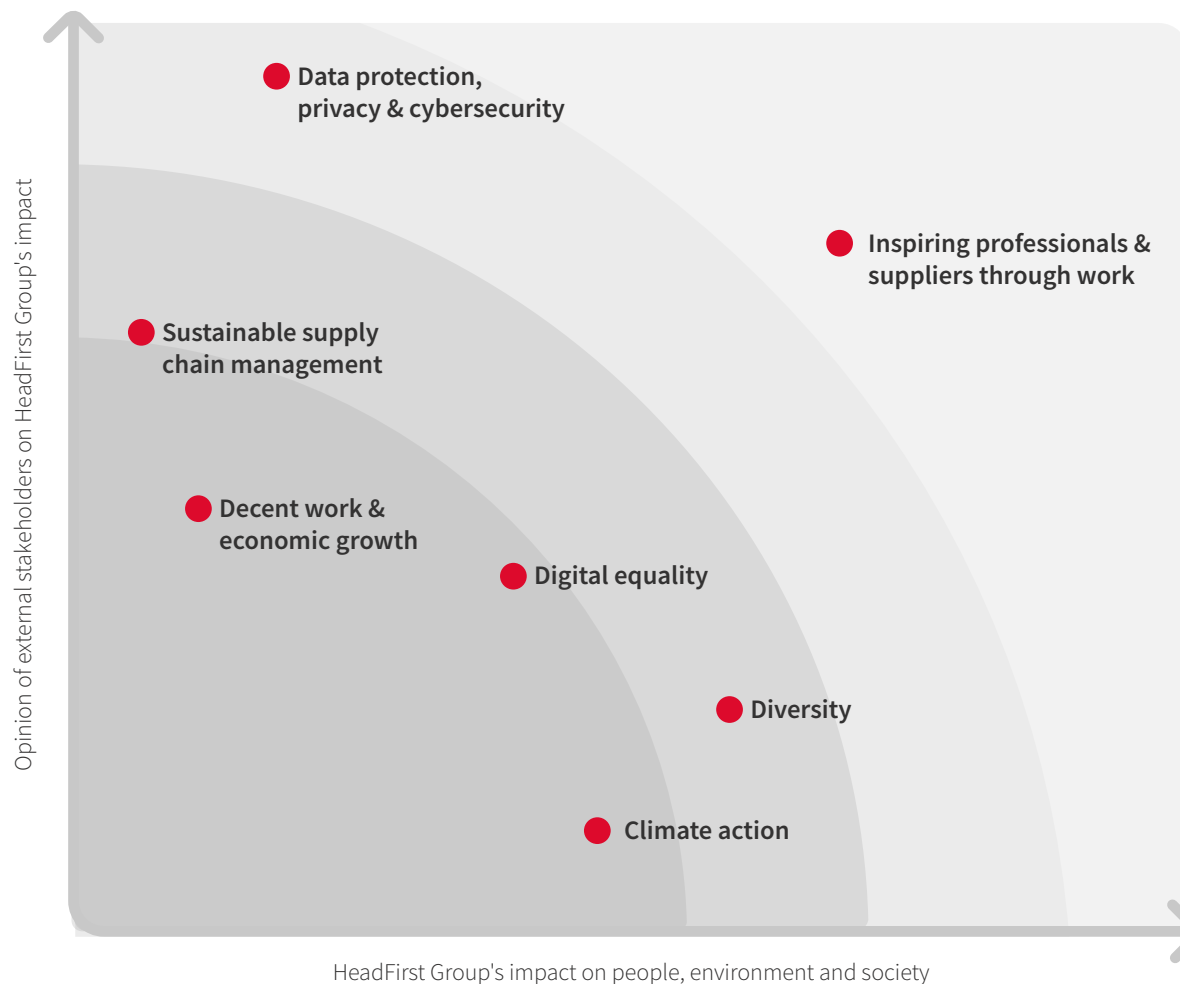 Data protection,
privacy & cybersecurity
Inspiring professionals &
suppliers through work
Sustainable supply
chain management
Decent work &
economic growth
Digital equality
Diversity
Climate action
Opinion of external stakeholders on HeadFirst Group's impact
HeadFirst Group's impact on people, environment and society